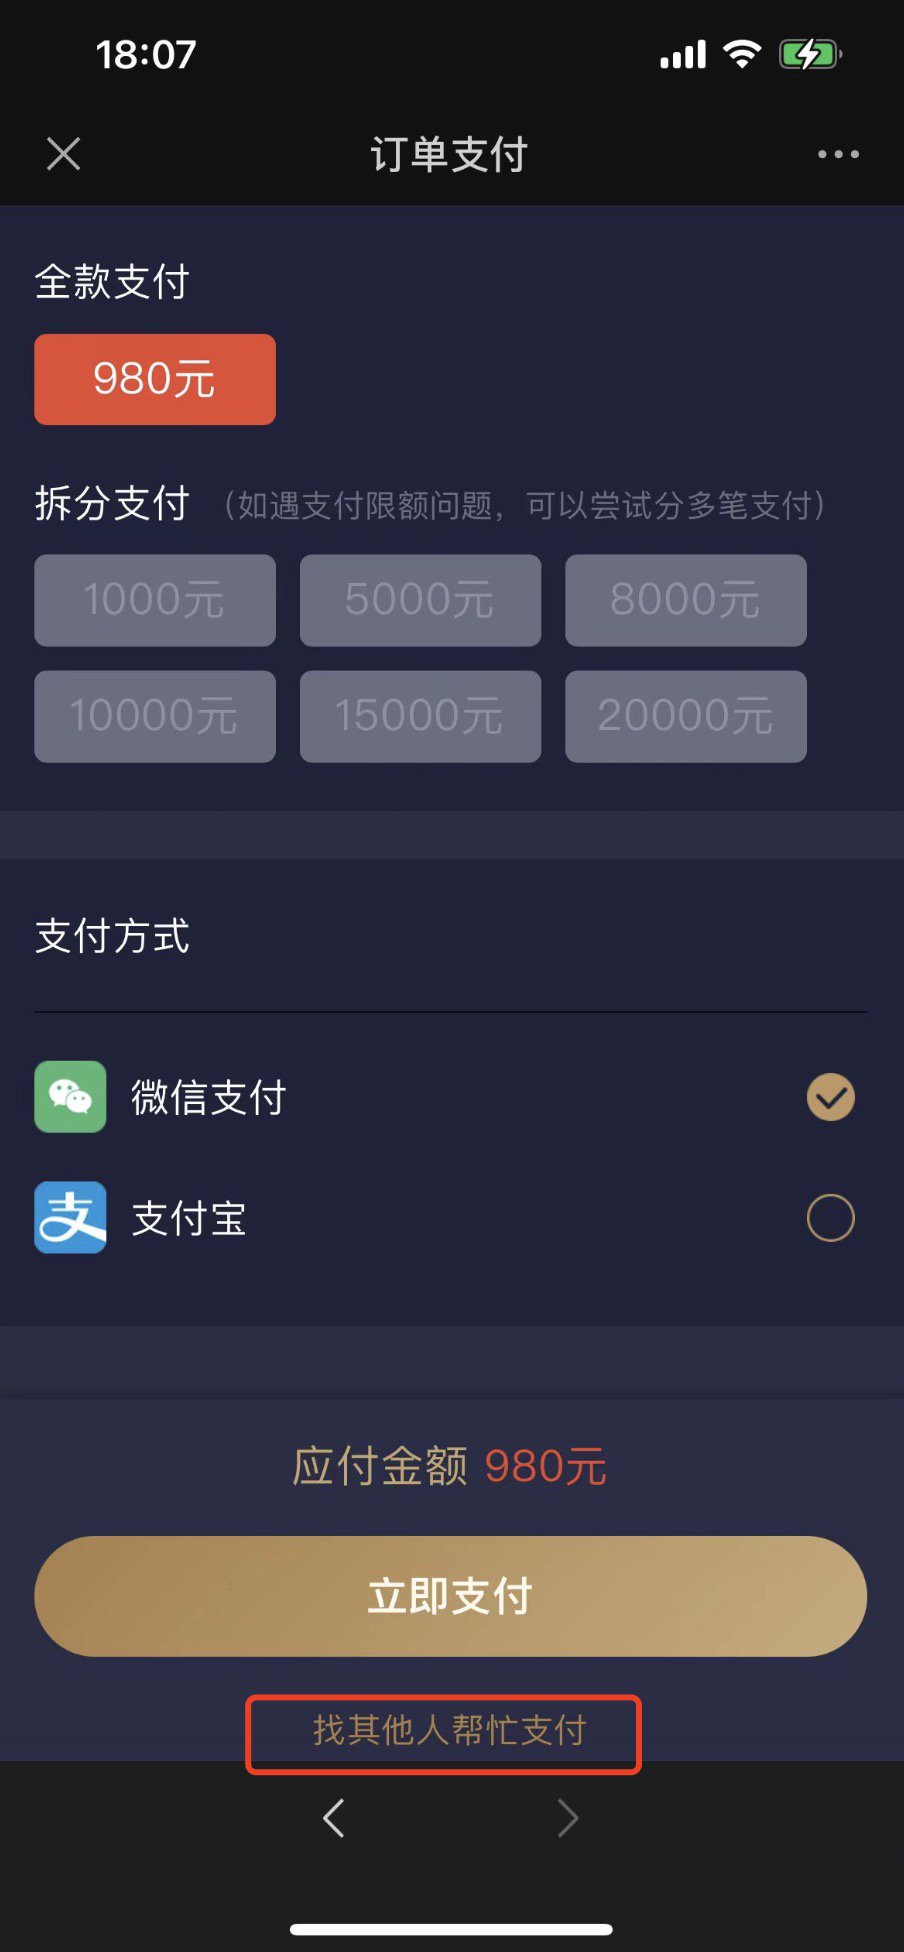 18:07
订单支付
全款支付
980元
拆分支付 （如遇支付限额问题，可以尝试分多笔支付）
1000元 5000元 8000元
10000元 15000元 20000元
支付方式
微信支付
支付宝
应付金额 980元
立即支付
找其他人帮忙支付